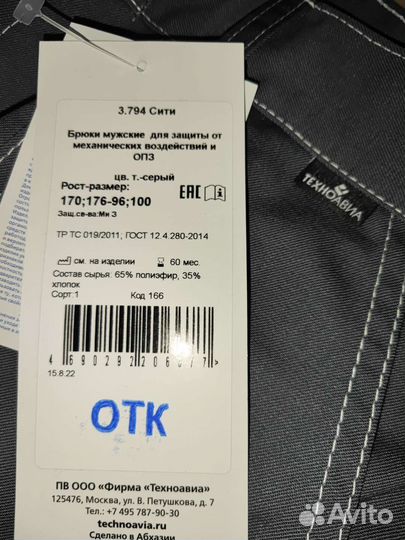 3.794 Сити
Брюки мужские для защиты от
механических воздействий и
ОПЗ
цв. т.-серый
Рост-размер:
170;176-96;100
Защ.св-ва:Ми З
EAC
ТР ТС 019/2011, ГОСТ 12.4.280-2014
см. на изделии
60 мес.
Состав сырья: 65% полиэфир, 35%
хлопок
Сорт:1
Код 166
4690292206877>
15.8.22
ОТК
ПВ ООО «Фирма «Техноавиа»
125476, Москва, ул. В. Петушкова, д. 7
Тел.: +7 495 787-90-30
technoavia.ru
Сделано в Абхазии
ТЕХНОАВИА
Avito